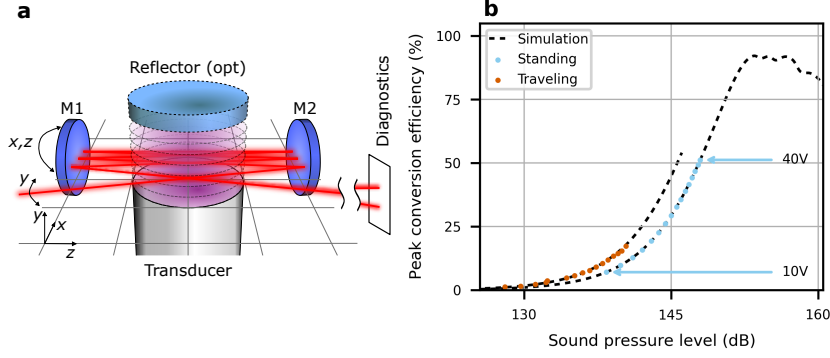 a
Reflector (opt)
M1
M2
Diagnostics
x,z
y
y
x
z
Transducer
b
Peak conversion efficiency (%)
100
75
50
25
0
Simulation
Standing
Traveling
40V
10V
130
145
160
Sound pressure level (dB)